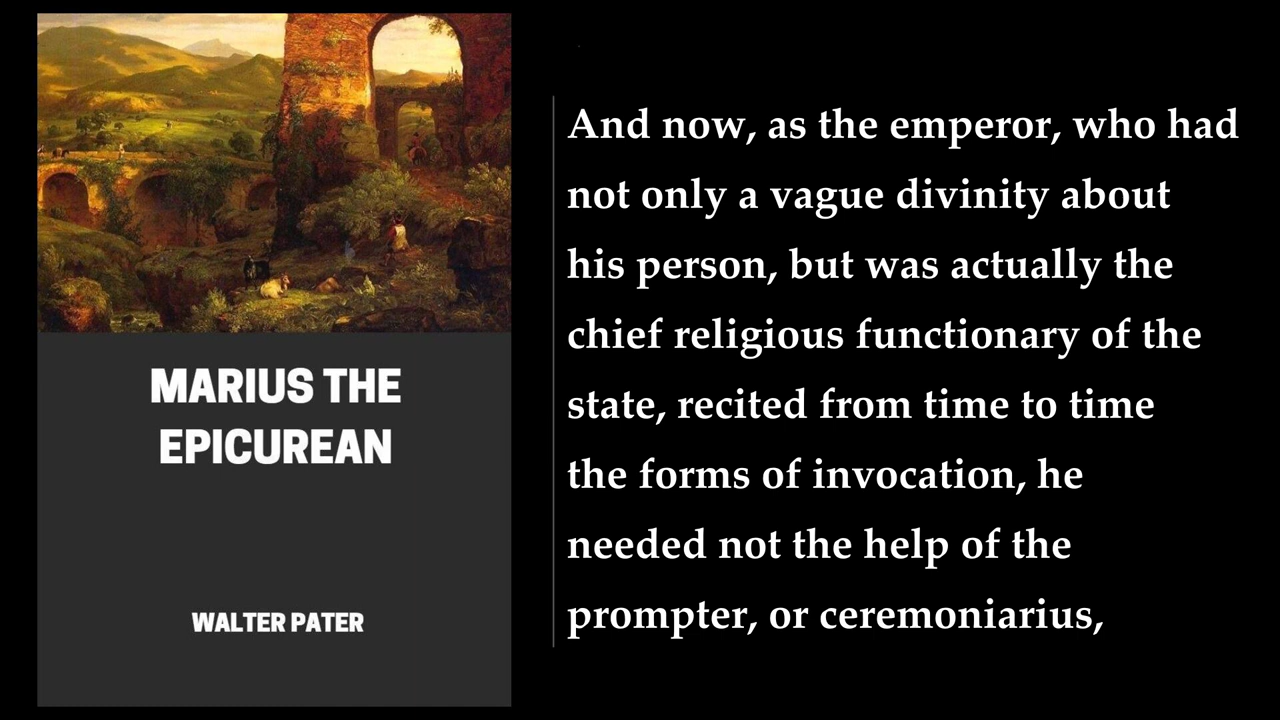 MARIUS THE
EPICUREAN
WALTER PATER
And now, as the emperor, who had
not only a vague divinity about
his person, but was actually the
chief religious functionary of the
state, recited from time to time
the forms of invocation, he
needed not the help of the
prompter, or ceremoniarius,